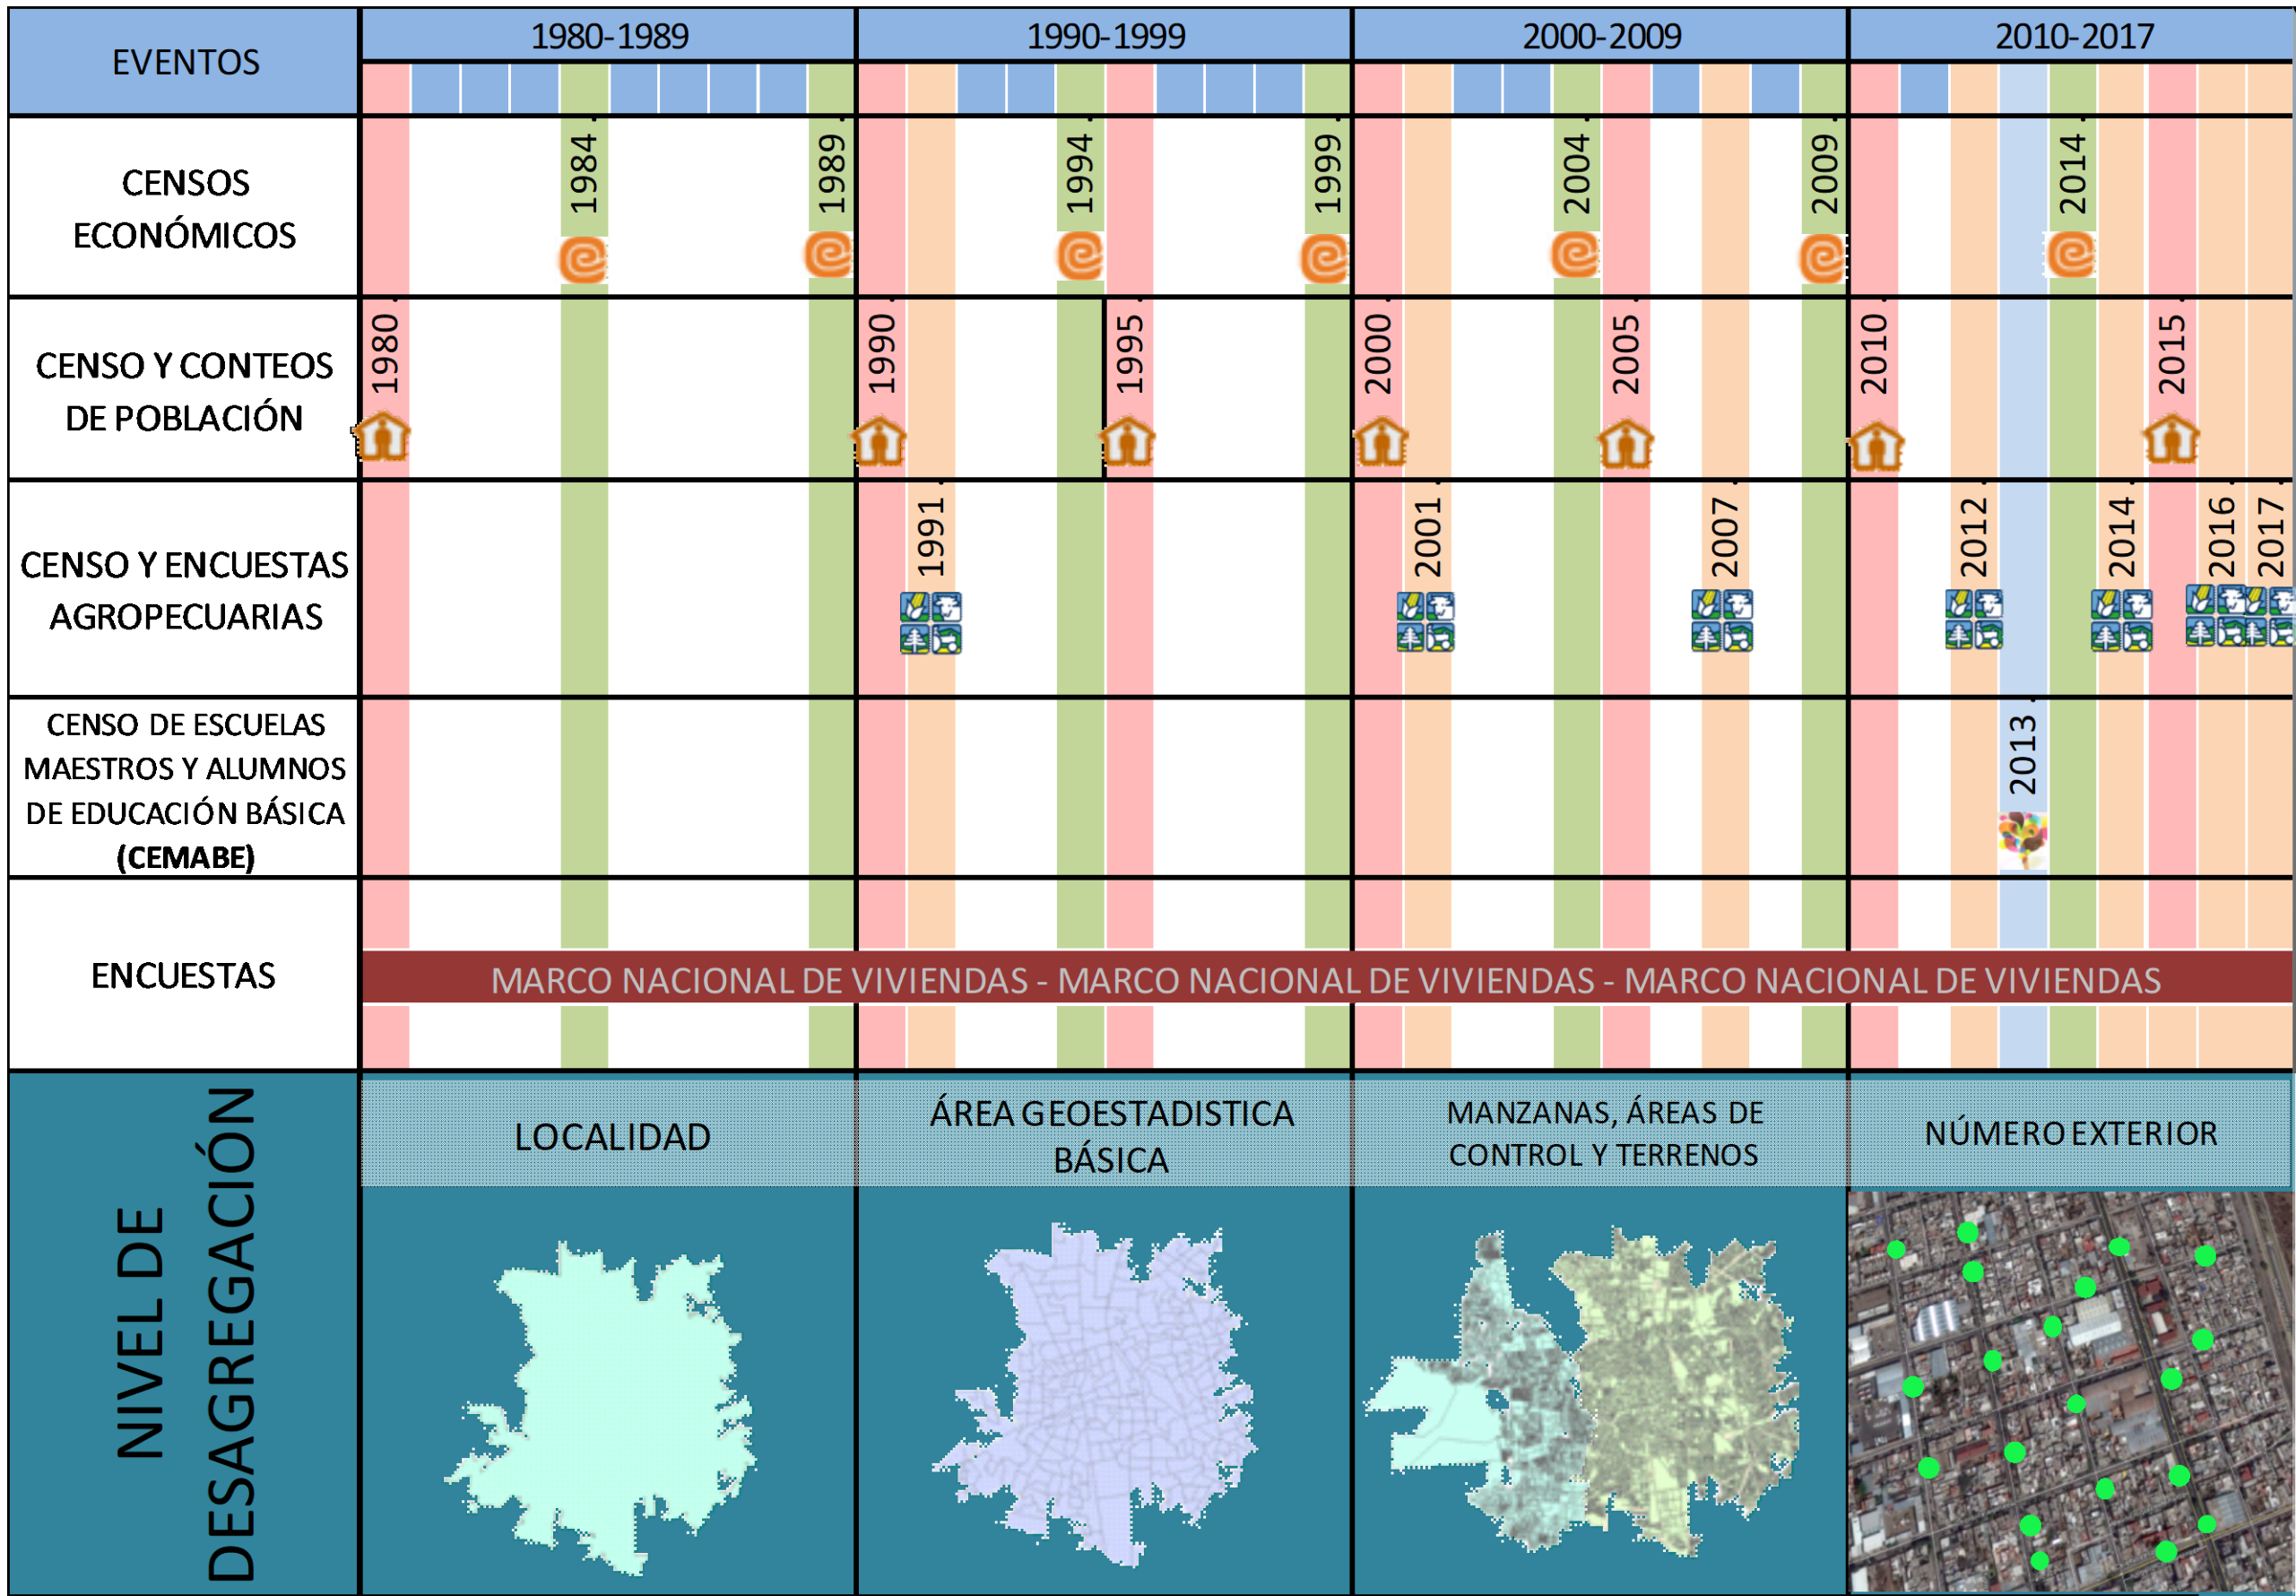 EVENTOS
1980-1989
1990-1999
2000-2009
2010-2017
CENSOS
ECONÓMICOS
1984
1989
1994
1999
2004
2009
2014
CENSO Y CONTEOS
DE POBLACIÓN
1980
1990
1995
2000
2005
2010
2015
CENSO Y ENCUESTAS
AGROPECUARIAS
1991
2001
2007
2012
2014
2016
2017
CENSO DE ESCUELAS
MAESTROS Y ALUMNOS
DE EDUCACIÓN BÁSICA
(CEMABE)
2013
ENCUESTAS
MARCO NACIONAL DE VIVIENDAS - MARCO NACIONAL DE VIVIENDAS - MARCO NACIONAL DE VIVIENDAS
NIVEL DE
DESAGREGACIÓN
LOCALIDAD
ÁREA GEOESTADISTICA
BÁSICA
MANZANAS, ÁREAS DE
CONTROL Y TERRENOS
NÚMERO EXTERIOR